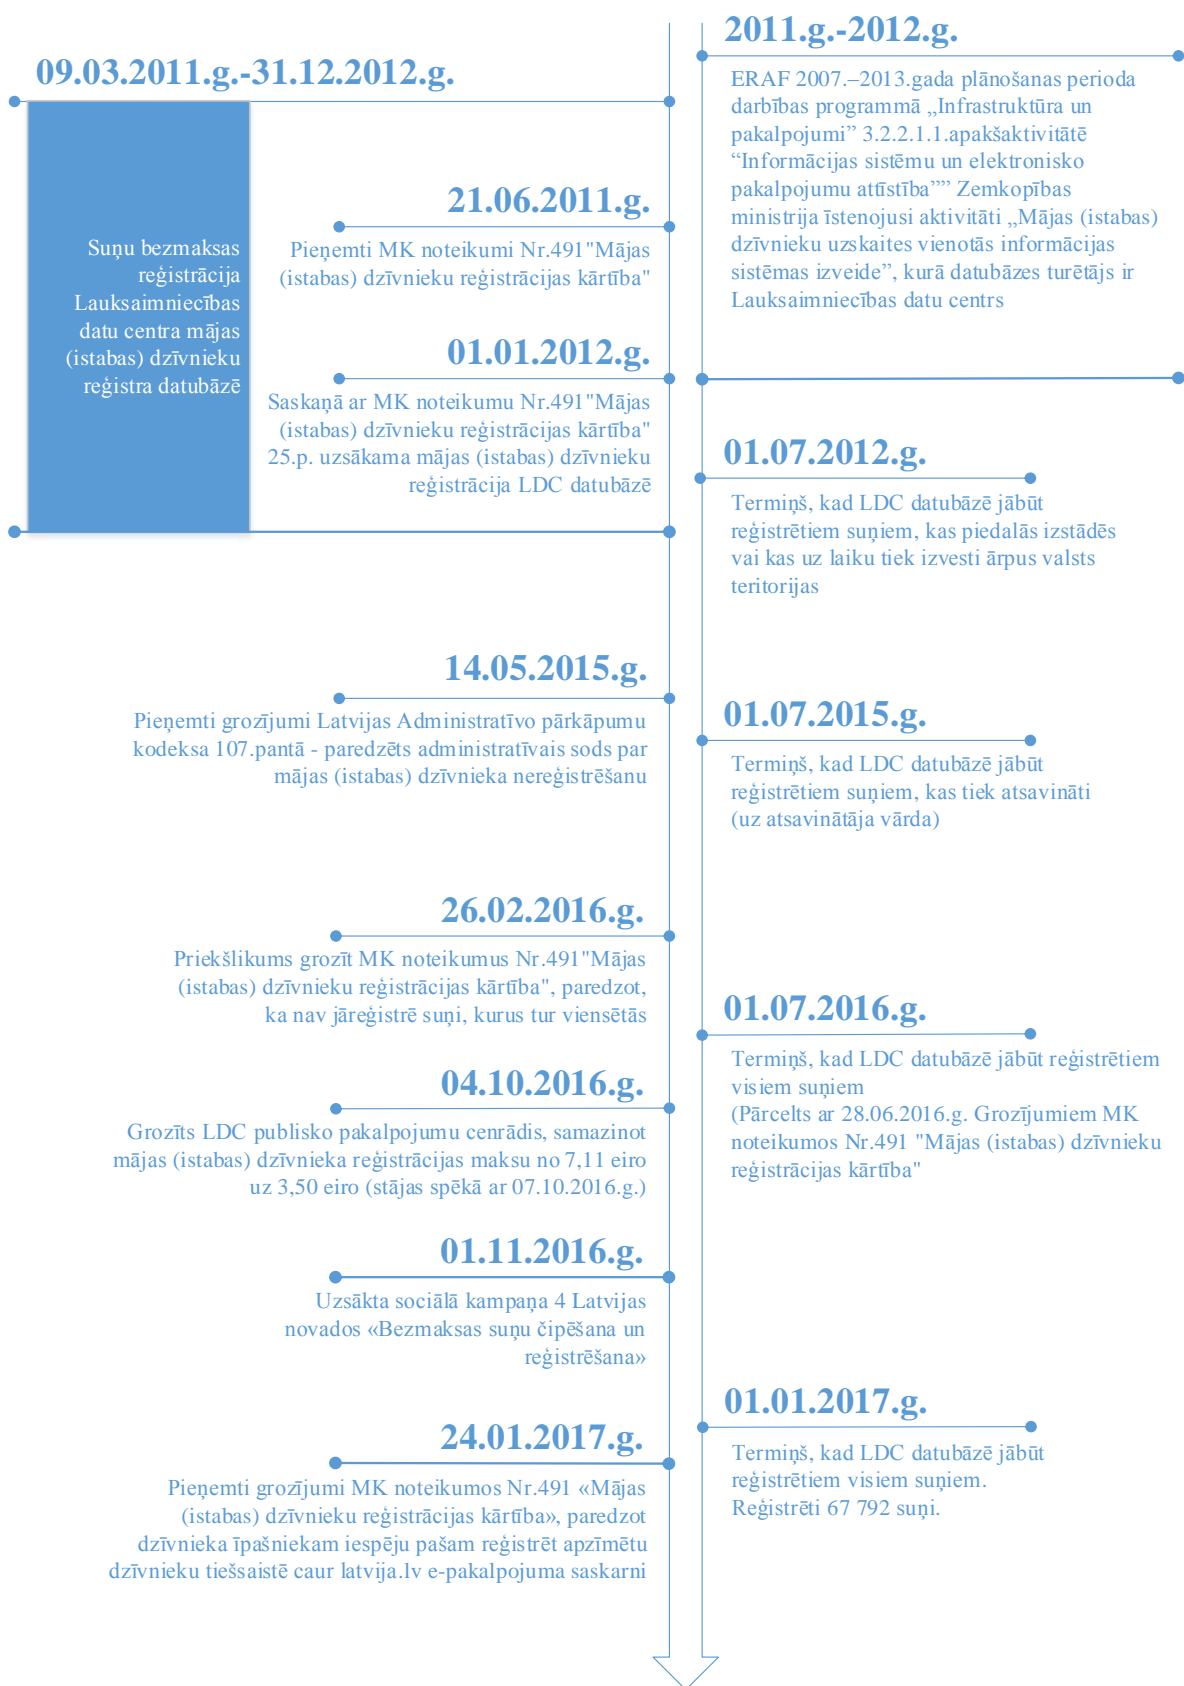 09.03.2011.g.-31.12.2012.g.
Suņu bezmaksas
reģistrācija
Lauksaimniecības
datu centra mājas
(istabas) dzīvnieku
reģistra datubāzē
21.06.2011.g.
Pieņemti MK noteikumi Nr.491"Mājas
(istabas) dzīvnieku reģistrācijas kārtība"
01.01.2012.g.
Saskaņā ar MK noteikumu Nr.491"Mājas
(istabas) dzīvnieku reģistrācijas kārtība"
25.p. uzsākama mājas (istabas) dzīvnieku
reģistrācija LDC datubāzē
14.05.2015.g.
Pieņemti grozījumi Latvijas Administratīvo pārkāpumu
kodeksa 107.pantā - paredzēts administratīvais sods par
mājas (istabas) dzīvnieka nereģistrēšanu
26.02.2016.g.
Priekšlikums grozīt MK noteikumus Nr.491"Mājas
(istabas) dzīvnieku reģistrācijas kārtība", paredzot,
ka nav jāreģistrē suņi, kurus tur viensētās
04.10.2016.g.
Grozīts LDC publisko pakalpojumu cenrādis, samazinot
mājas (istabas) dzīvnieka reģistrācijas maksu no 7,11 eiro
uz 3,50 eiro (stājas spēkā ar 07.10.2016.g.)
01.11.2016.g.
Uzsākta sociālā kampaņa 4 Latvijas
novados «Bezmaksas suņu čipēšana un
reģistrēšana»
24.01.2017.g.
Pieņemti grozījumi MK noteikumos Nr.491 «Mājas
(istabas) dzīvnieku reģistrācijas kārtība», paredzot
dzīvnieka īpašniekam iespēju pašam reģistrēt apzīmētu
dzīvnieku tiešsaistē caur latvija.lv e-pakalpojuma saskarni
2011.g.-2012.g.
ERAF 2007.–2013.gada plānošanas perioda
darbības programmā „Infrastruktūra un
pakalpojumi” 3.2.2.1.1.apakšaktivitātē
“Informācijas sistēmu un elektronisko
pakalpojumu attīstība”” Zemkopības
ministrija īstenojusi aktivitāti „Mājas (istabas)
dzīvnieku uzskaites vienotās informācijas
sistēmas izveide”, kurā datubāzes turētājs ir
Lauksaimniecības datu centrs
01.07.2012.g.
Termiņš, kad LDC datubāzē jābūt
reģistrētiem suņiem, kas piedalās izstādēs
vai kas uz laiku tiek izvesti ārpus valsts
teritorijas
01.07.2015.g.
Termiņš, kad LDC datubāzē jābūt
reģistrētiem suņiem, kas tiek atsavināti
(uz atsavinātāja vārda)
01.07.2016.g.
Termiņš, kad LDC datubāzē jābūt reģistrētiem
visiem suņiem
(Pārcelts ar 28.06.2016.g. Grozījumiem MK
noteikumos Nr.491 "Mājas (istabas) dzīvnieku
reģistrācijas kārtība"
01.01.2017.g.
Termiņš, kad LDC datubāzē jābūt
reģistrētiem visiem suņiem.
Reģistrēti 67 792 suņi.